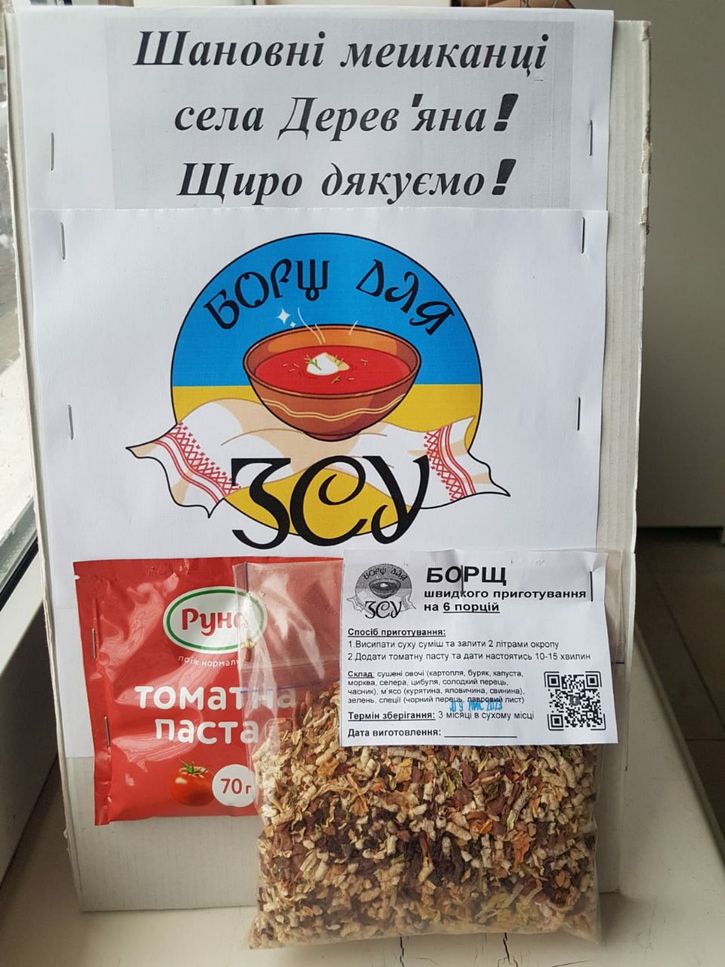 Шановні мешканці
села Дерев'яна!
Щиро дякуємо!
БОРЩ ДЛЯ
ЗСУ
Руна
томатна
паста
70 г
БОРЩ ДЛЯ
ЗСУ
БОРЩ
швидкого приготування
на 6 порцій
Спосіб приготування:
1.Висипати суху суміш та залити 2 літрами окропу
2.Додати томатну пасту та дати настоятись 10-15 хвилин
Склад: сушені овочі (картопля, буряк, капуста,
морква, селера, цибуля, солодкий перець,
часник), м'ясо (курятина, яловичина, свинина),
зелень, спеції (чорний перець, лавровий лист)
Термін зберігання: 3 місяці в сухому місці
Дата виготовлення: